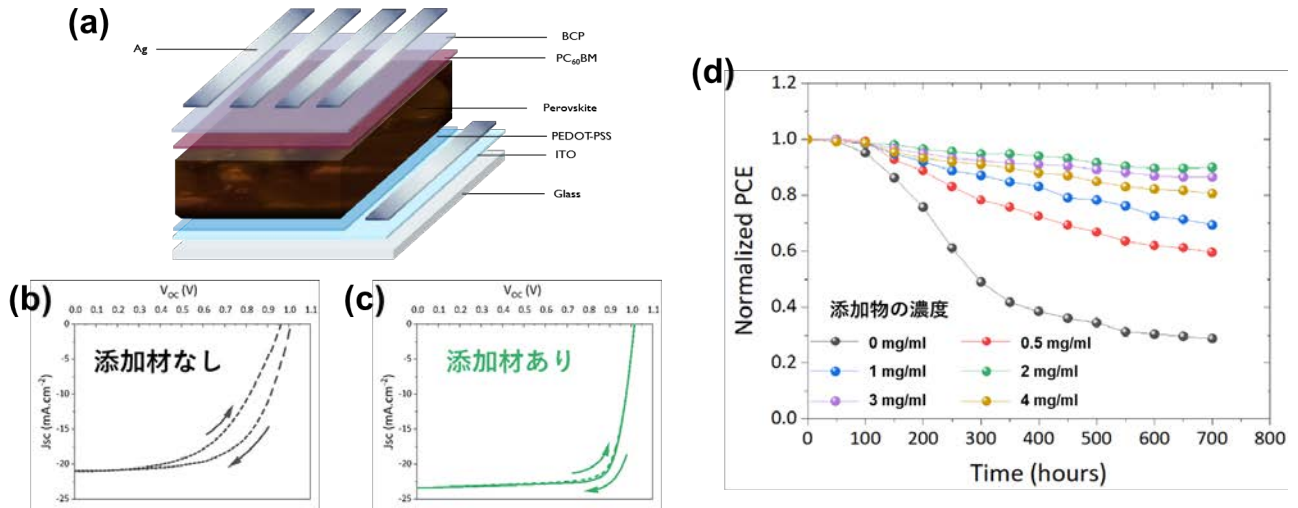 (a)
Ag
BCP
PC₆₀BM
Perovskite
PEDOT-PSS
ITO
Glass
(b)
V_OC (V)
0.0 0.1 0.2 0.3 0.4 0.5 0.6 0.7 0.8 0.9 1.0 1.1
0
-5
-10
-15
-20
-25
Jsc (mA.cm⁻²)
添加材なし
(c)
V_OC (V)
0.0 0.1 0.2 0.3 0.4 0.5 0.6 0.7 0.8 0.9 1.0 1.1
0
-5
-10
-15
-20
-25
Jsc (mA.cm⁻²)
添加材あり
(d)
Normalized PCE
1.2
1.0
0.8
0.6
0.4
0.2
0.0
添加物の濃度
0 mg/ml 0.5 mg/ml
1 mg/ml 2 mg/ml
3 mg/ml 4 mg/ml
0 100 200 300 400 500 600 700 800
Time (hours)